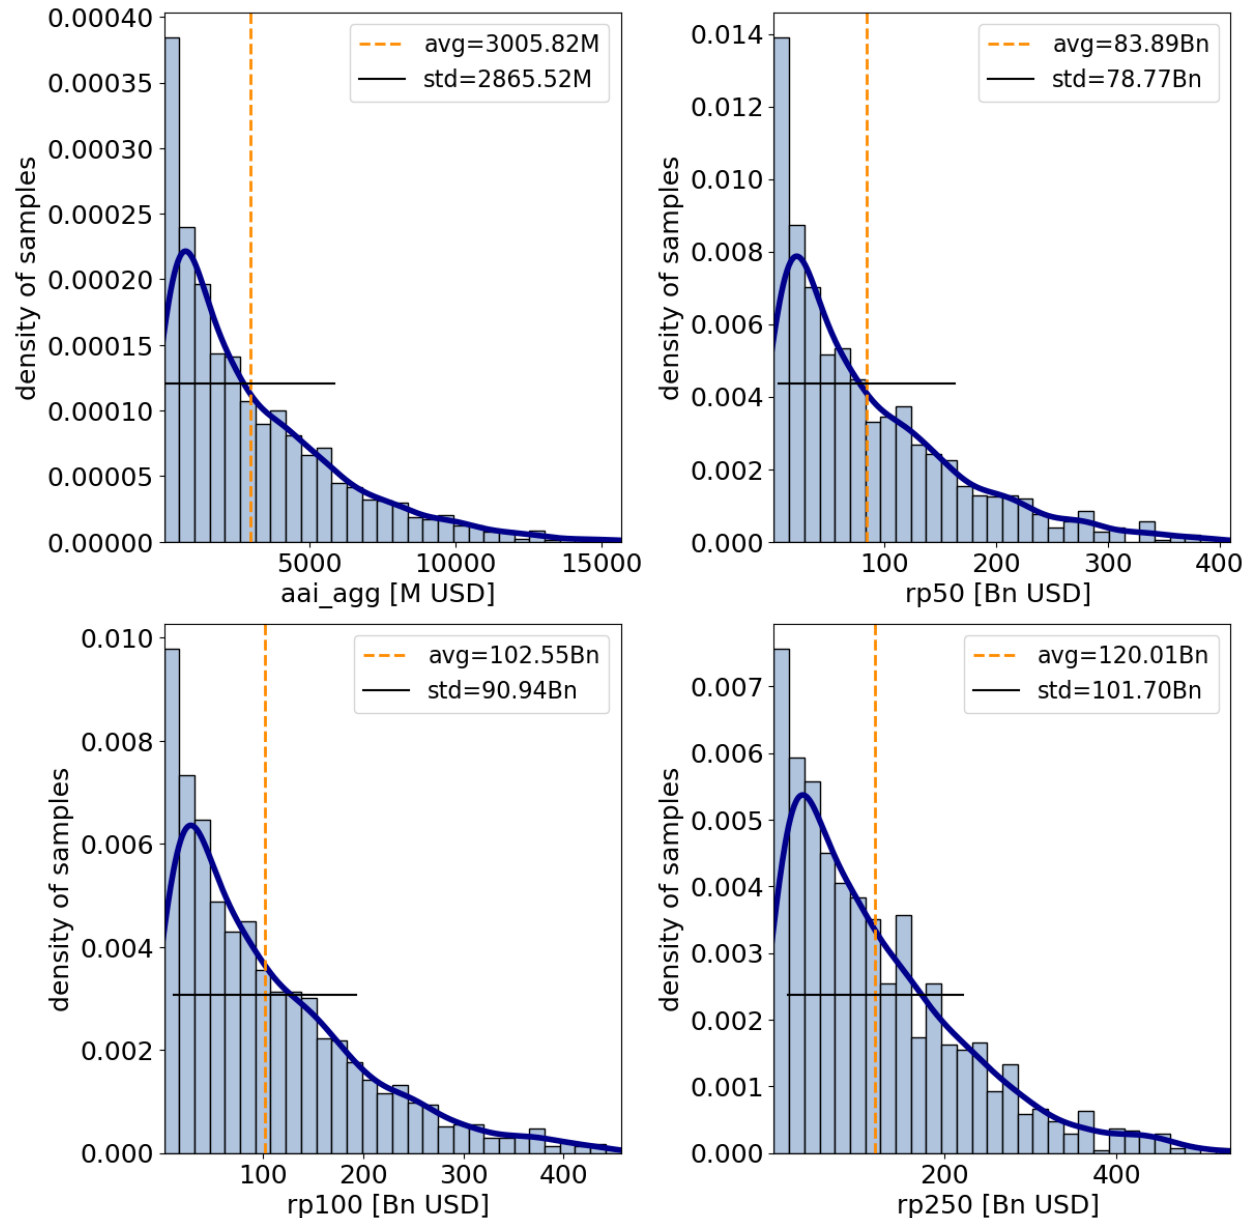 0.00040
0.00035
0.00030
0.00025
0.00020
0.00015
0.00010
0.00005
0.00000
density of samples
avg=3005.82M
std=2865.52M
5000
10000
15000
aai_agg [M USD]
0.014
0.012
0.010
0.008
0.006
0.004
0.002
0.000
density of samples
avg=83.89Bn
std=78.77Bn
100
200
300
400
rp50 [Bn USD]
0.010
0.008
0.006
0.004
0.002
0.000
density of samples
avg=102.55Bn
std=90.94Bn
100
200
300
400
rp100 [Bn USD]
0.007
0.006
0.005
0.004
0.003
0.002
0.001
0.000
density of samples
avg=120.01Bn
std=101.70Bn
200
400
rp250 [Bn USD]